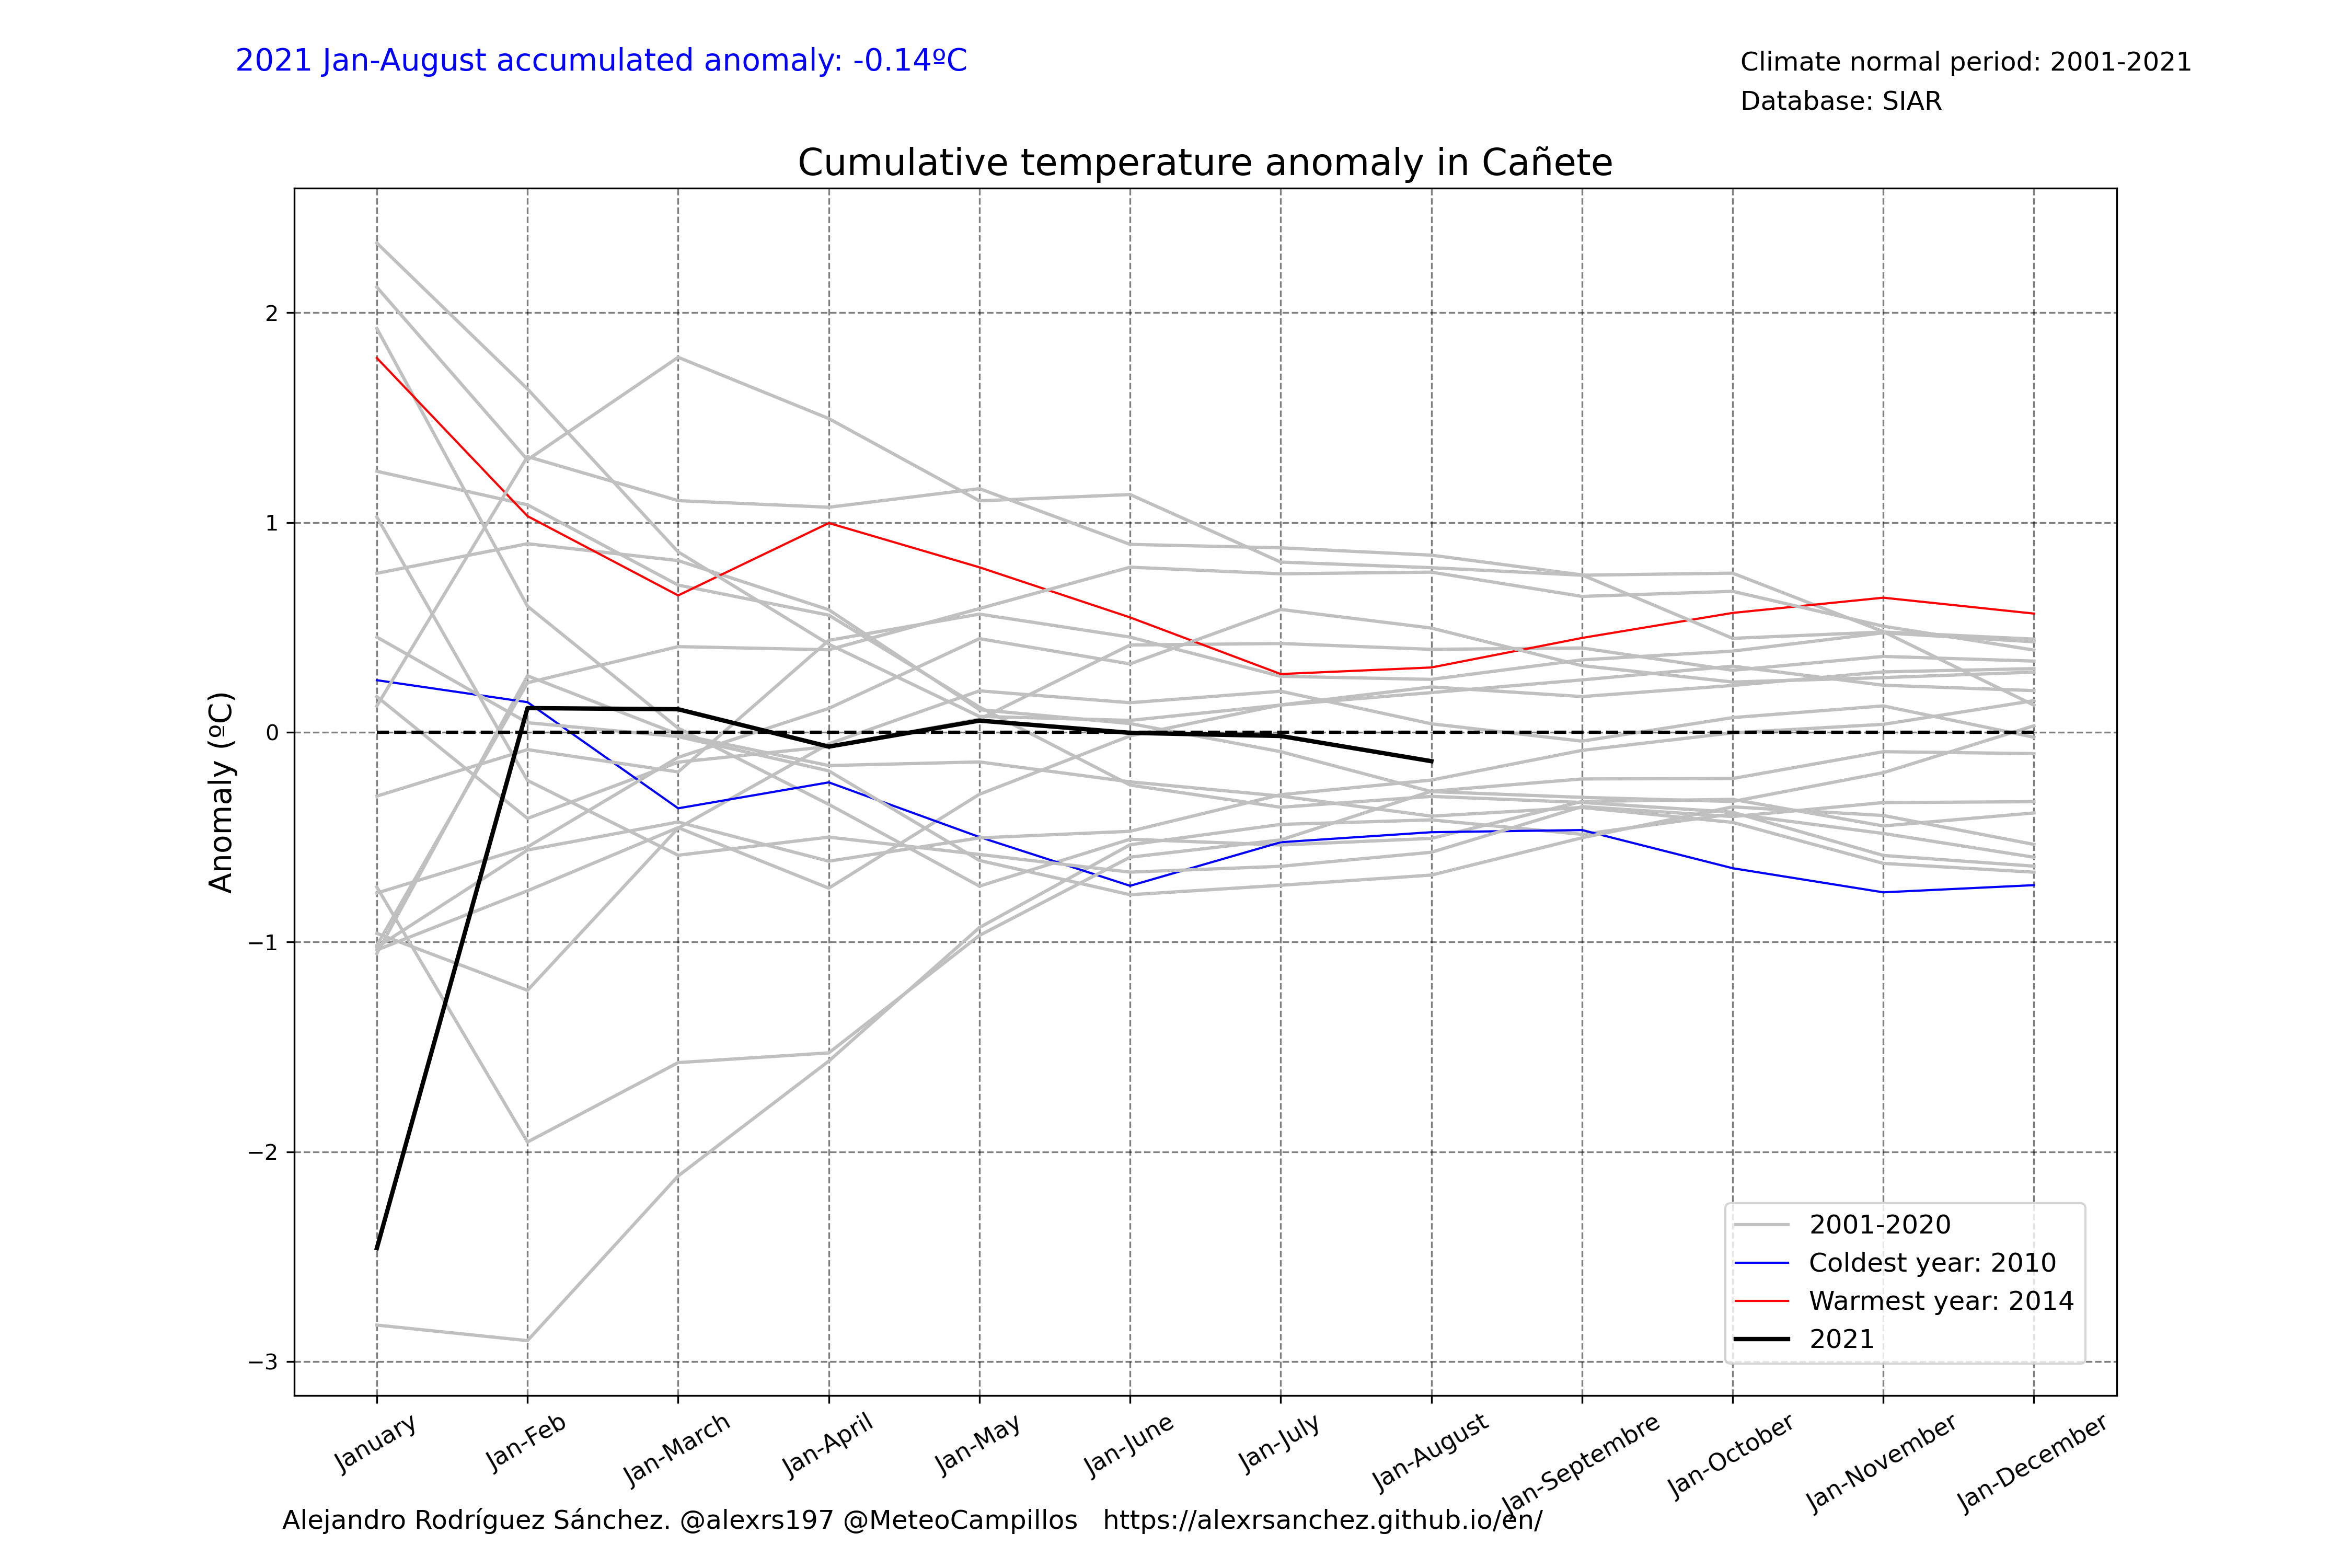 2021 Jan-August accumulated anomaly: -0.14ºC
Climate normal period: 2001-2021
Database: SIAR
Cumulative temperature anomaly in Cañete
Anomaly (ºC)
2
1
0
−1
−2
−3
2001-2020
Coldest year: 2010
Warmest year: 2014
2021
January
Jan-Feb
Jan-March
Jan-April
Jan-May
Jan-June
Jan-July
Jan-August
Jan-Septembre
Jan-October
Jan-November
Jan-December
Alejandro Rodríguez Sánchez. @alexrs197 @MeteoCampillos https://alexrsanchez.github.io/en/